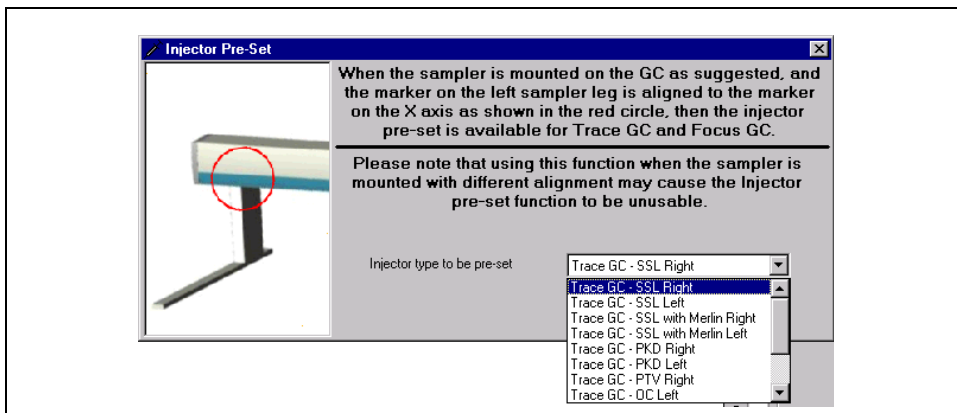 Injector Pre-Set
When the sampler is mounted on the GC as suggested, and
the marker on the left sampler leg is aligned to the marker
on the X axis as shown in the red circle, then the injector
pre-set is available for Trace GC and Focus GC.
Please note that using this function when the sampler is
mounted with different alignment may cause the Injector
pre-set function to be unusable.
Injector type to be pre-set
Trace GC - SSL Right
Trace GC - SSL Right
Trace GC - SSL Left
Trace GC - SSL with Merlin Right
Trace GC - SSL with Merlin Left
Trace GC - PKD Right
Trace GC - PKD Left
Trace GC - PTV Right
Trace GC - OC Left